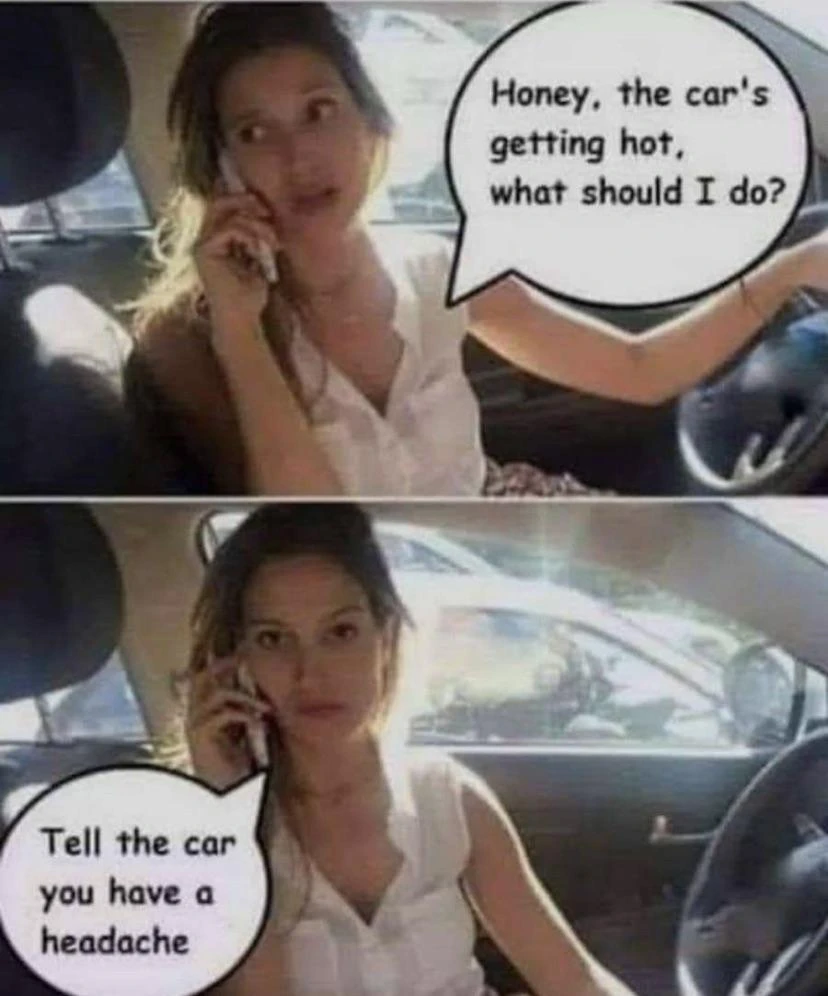 Honey, the car's
getting hot,
what should I do?
Tell the car
you have a
headache